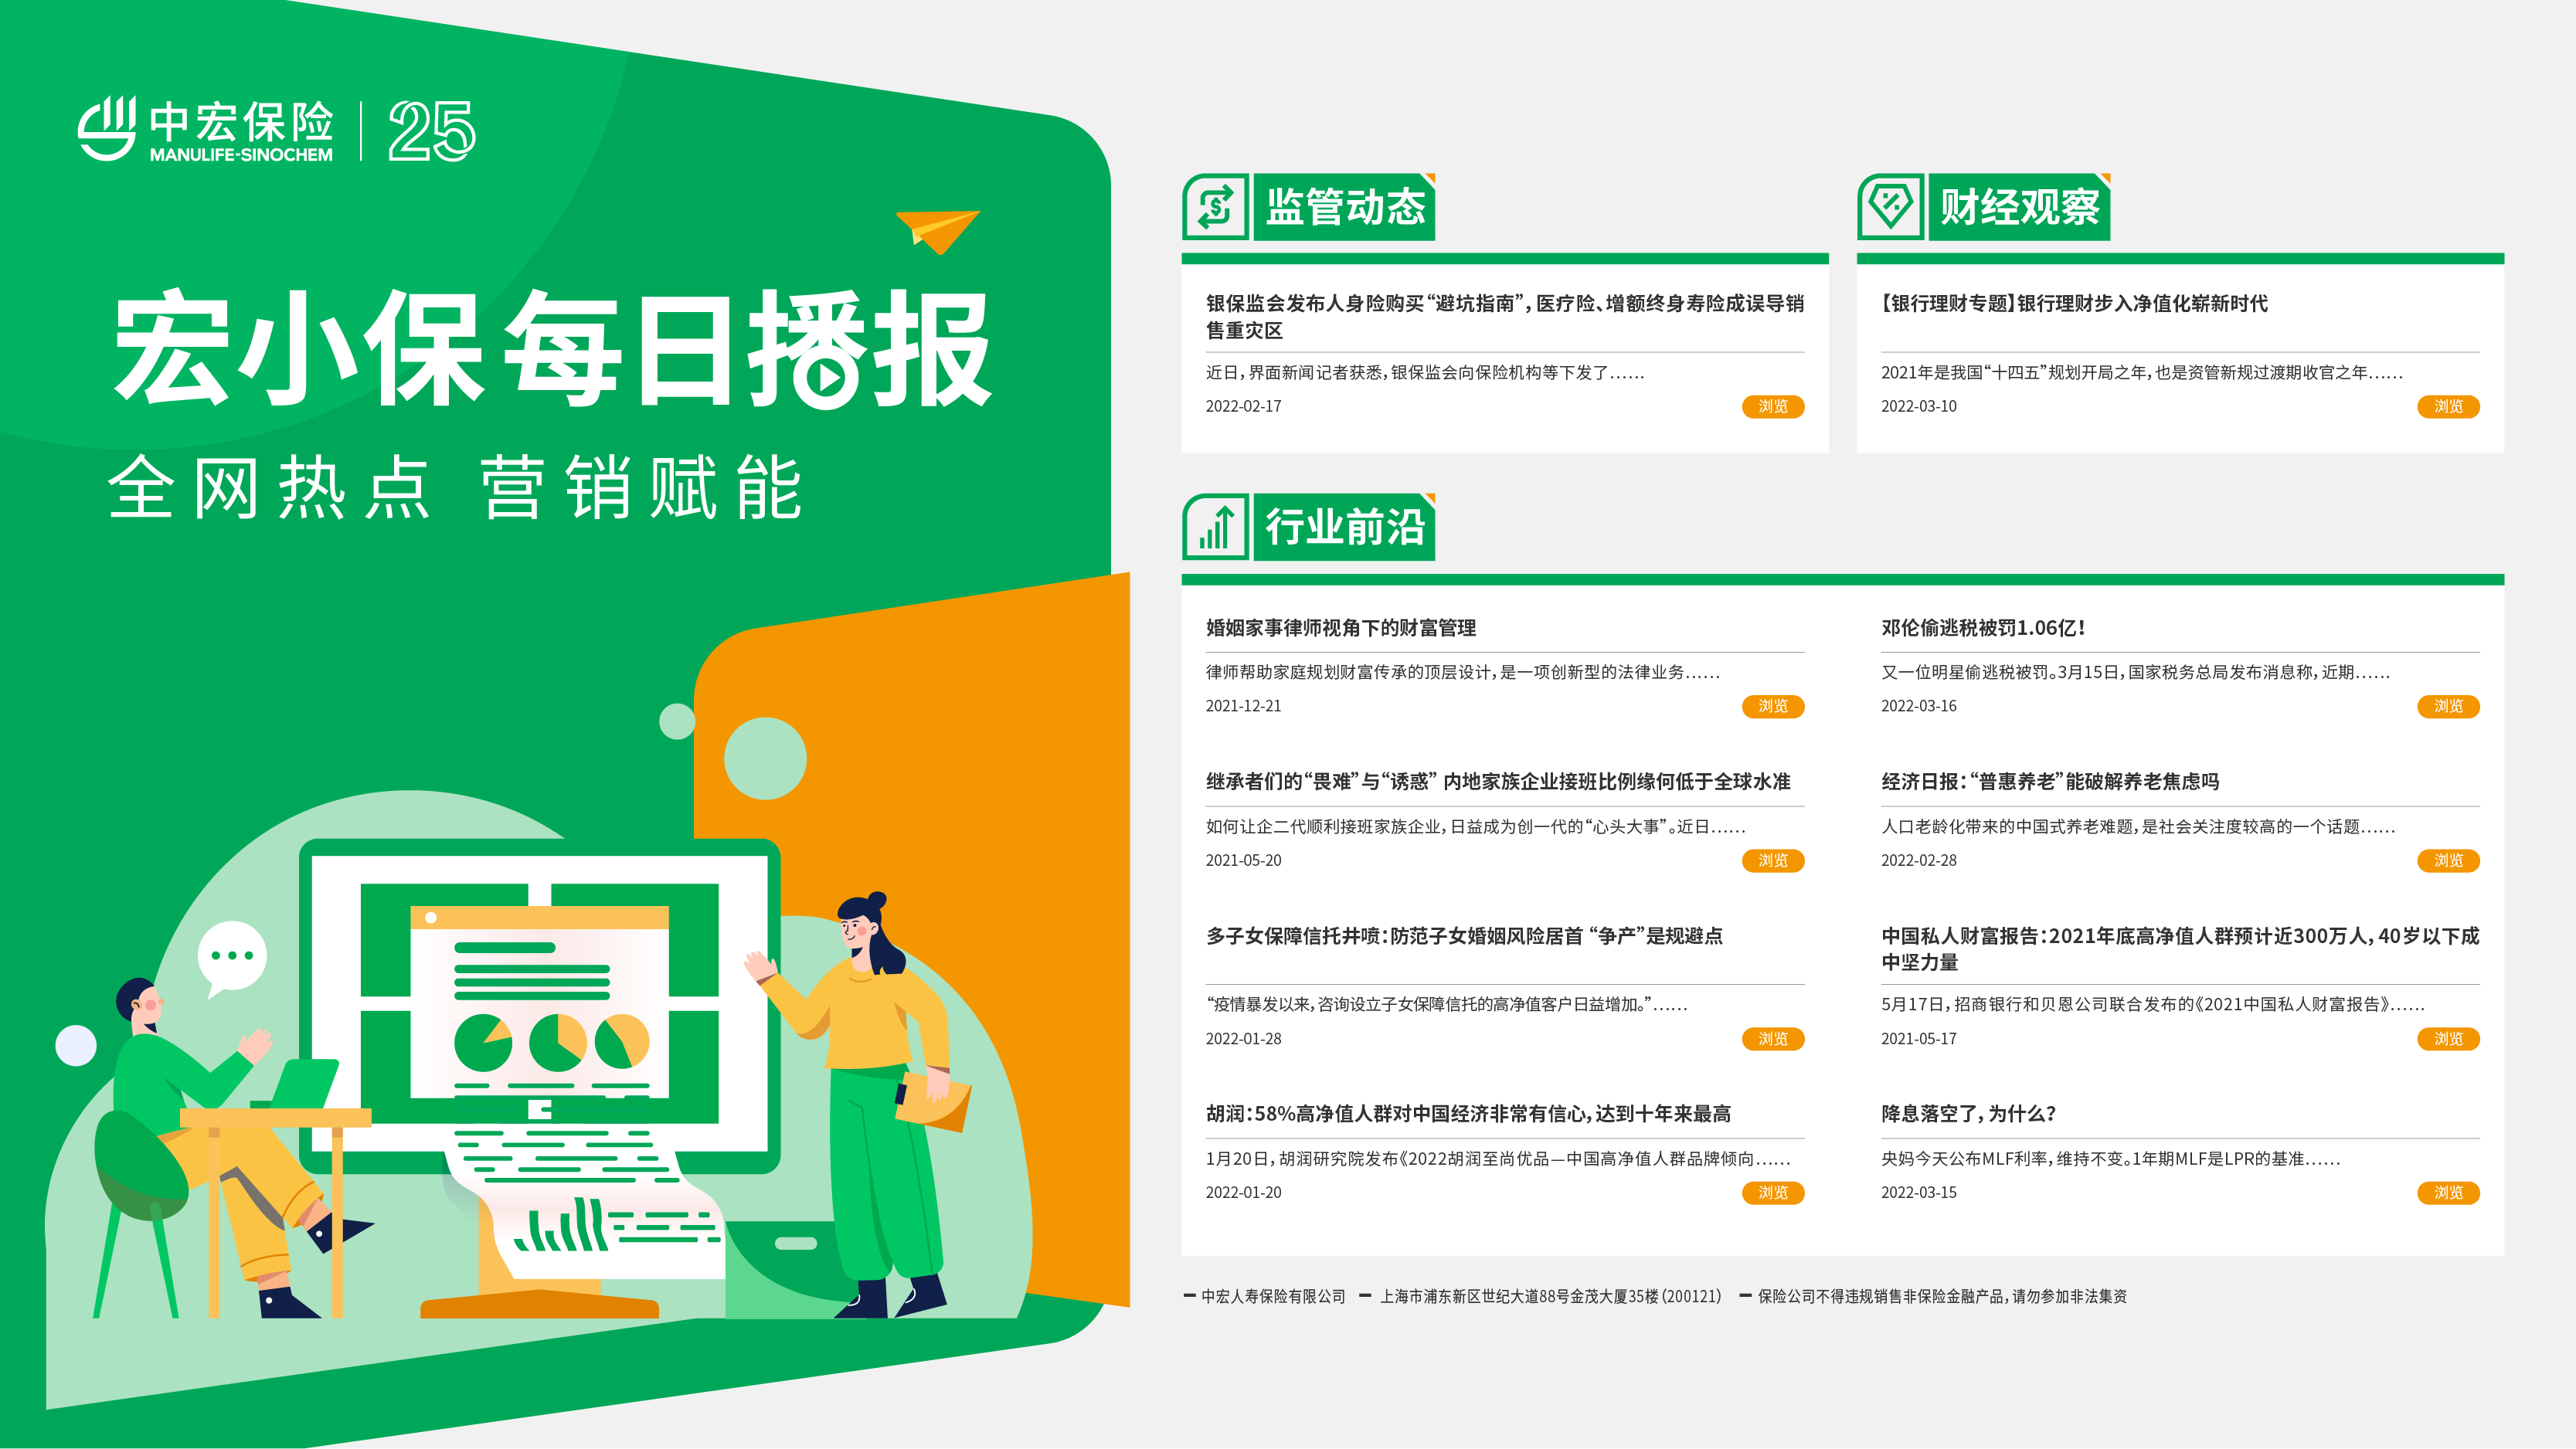 中宏保险
MANULIFE-SINOCHEM
25
宏小保 每日播报
全网热点 营销赋能
监管动态
银保监会发布人身险购买“避坑指南”，医疗险、增额终身寿险成误导销
售重灾区
近日，界面新闻记者获悉，银保监会向保险机构等下发了……
2022-02-17
浏览
财经观察
【银行理财专题】银行理财步入净值化崭新时代
2021年是我国“十四五”规划开局之年，也是资管新规过渡期收官之年……
2022-03-10
浏览
行业前沿
婚姻家事律师视角下的财富管理
律师帮助家庭规划财富传承的顶层设计，是一项创新型的法律业务……
2021-12-21
浏览
邓伦偷逃税被罚1.06亿！
又一位明星偷逃税被罚。3月15日，国家税务总局发布消息称，近期……
2022-03-16
浏览
继承者们的“畏难”与“诱惑” 内地家族企业接班比例缘何低于全球水准
如何让企二代顺利接班家族企业，日益成为创一代的“心头大事”。近日……
2021-05-20
浏览
经济日报：“普惠养老”能破解养老焦虑吗
人口老龄化带来的中国式养老难题，是社会关注度较高的一个话题……
2022-02-28
浏览
多子女保障信托井喷：防范子女婚姻风险居首 “争产”是规避点
“疫情暴发以来，咨询设立子女保障信托的高净值客户日益增加。”……
2022-01-28
浏览
中国私人财富报告：2021年底高净值人群预计近300万人，40岁以下成
中坚力量
5月17日，招商银行和贝恩公司联合发布的《2021中国私人财富报告》……
2021-05-17
浏览
胡润：58%高净值人群对中国经济非常有信心，达到十年来最高
1月20日，胡润研究院发布《2022胡润至尚优品—中国高净值人群品牌倾向……
2022-01-20
浏览
降息落空了，为什么？
央妈今天公布MLF利率，维持不变。1年期MLF是LPR的基准……
2022-03-15
浏览
中宏人寿保险有限公司 上海市浦东新区世纪大道88号金茂大厦35楼（200121） 保险公司不得违规销售非保险金融产品，请勿参加非法集资